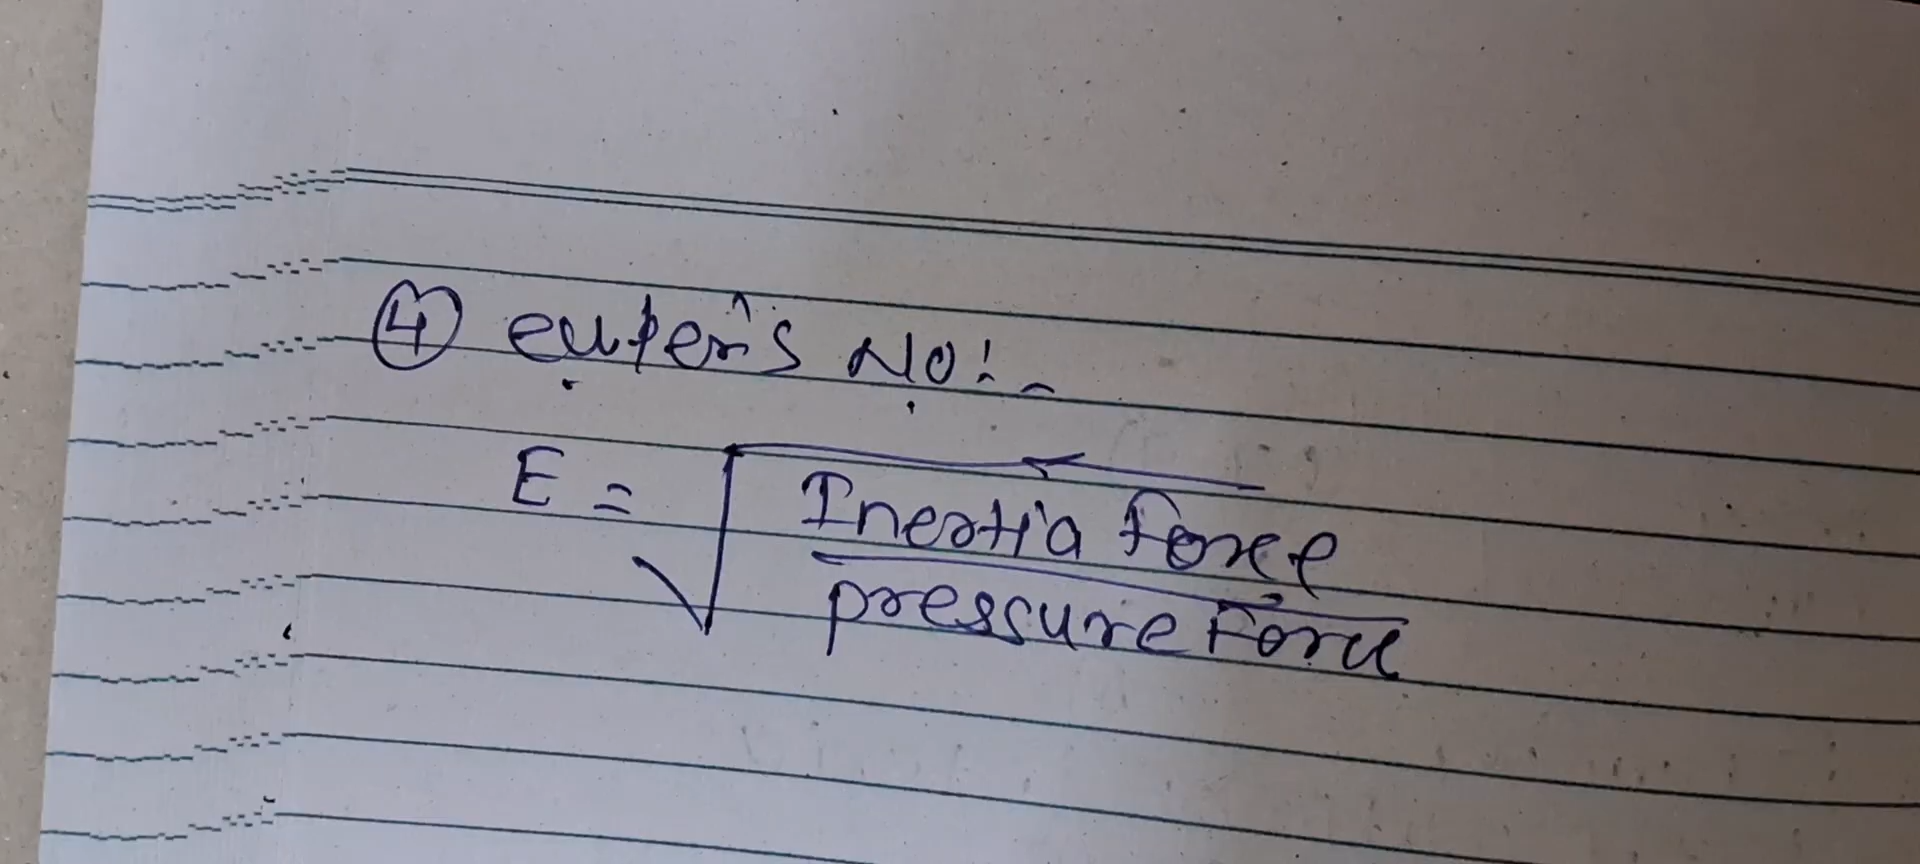 ④ euler's No:-
E = √ Inertia Force
pressure Force